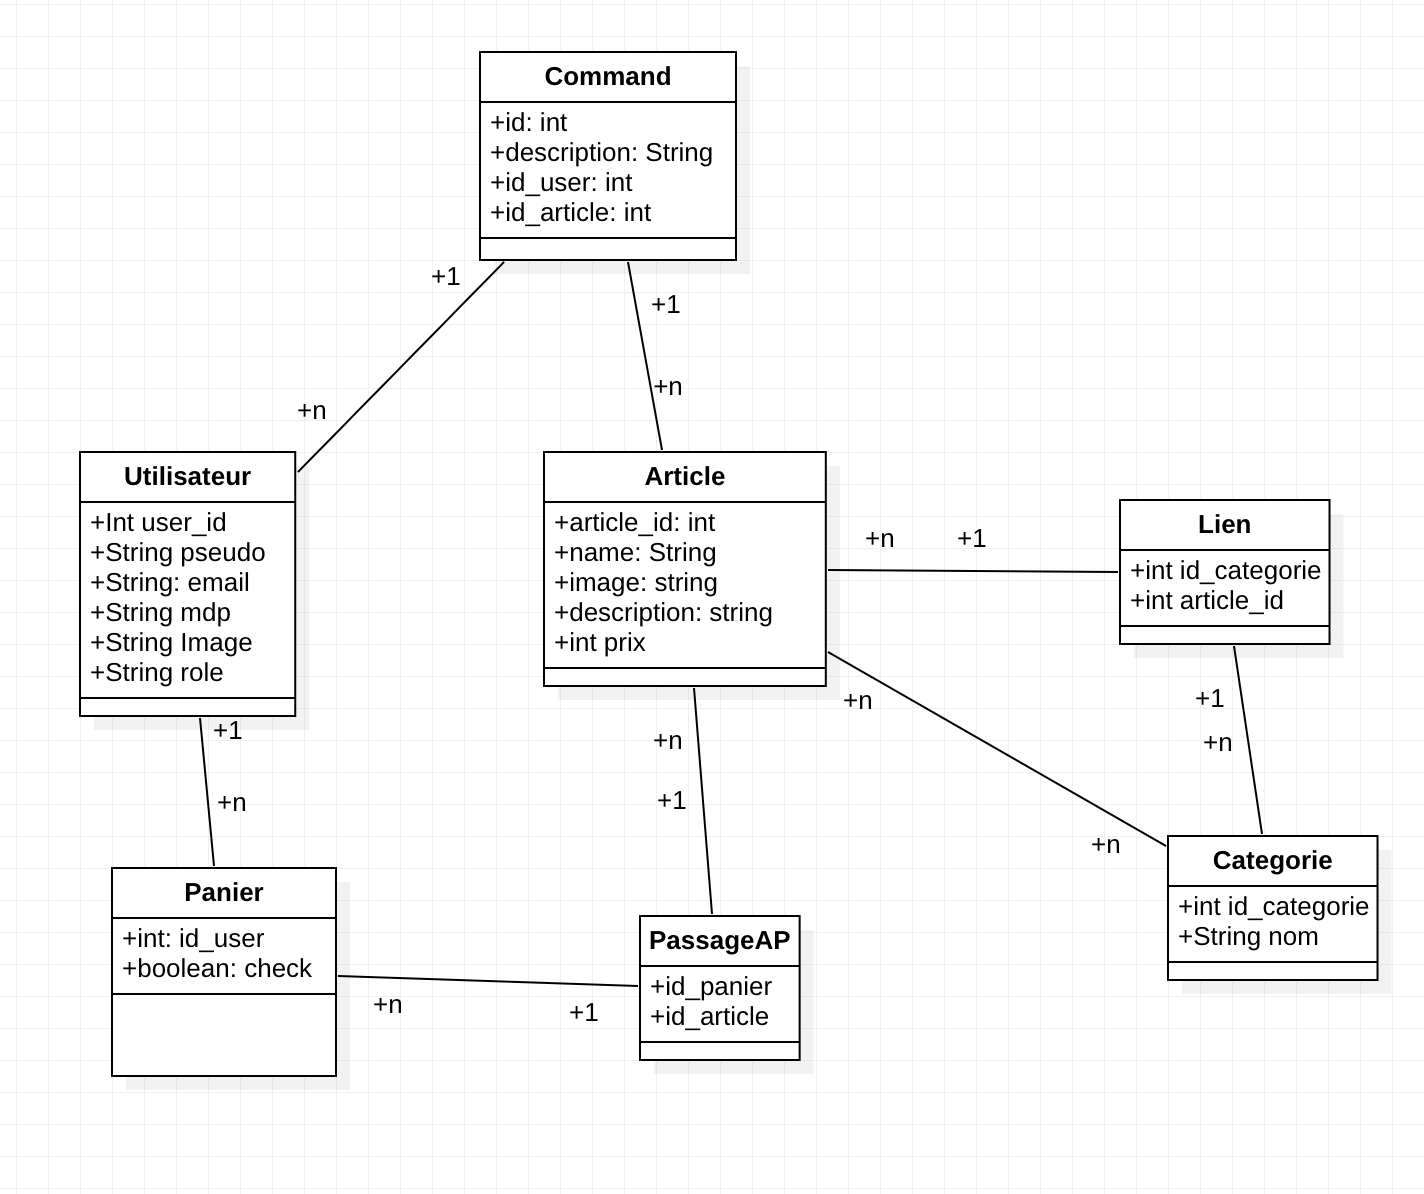 Command
+id: int
+description: String
+id_user: int
+id_article: int
+1
+1
+n
+n
Utilisateur
+Int user_id
+String pseudo
+String: email
+String mdp
+String Image
+String role
Article
+article_id: int
+name: String
+image: string
+description: string
+int prix
+n
+1
Lien
+int id_categorie
+int article_id
+1
+n
+n
+1
+n
+1
+n
+n
+n
Panier
+int: id_user
+boolean: check
+n
+1
PassageAP
+id_panier
+id_article
Categorie
+int id_categorie
+String nom